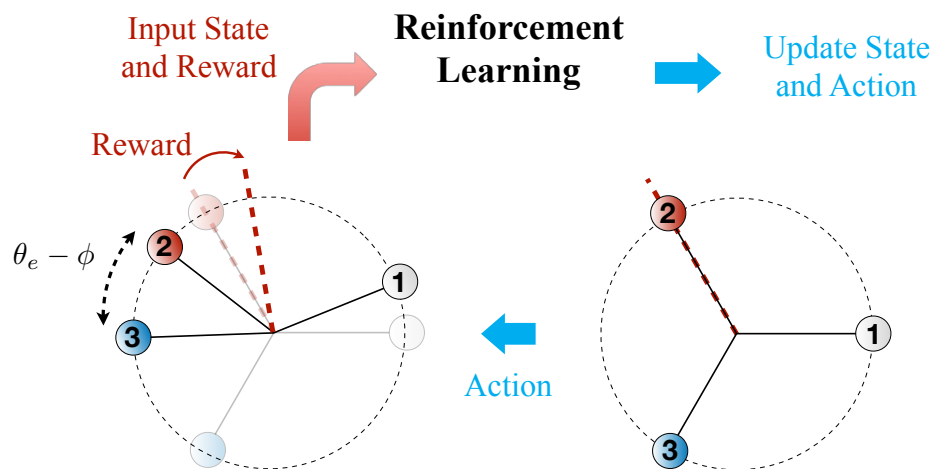 Input State
and Reward
Reinforcement
Learning
Update State
and Action
Reward
θ_e − ϕ
2
1
3
Action
2
1
3